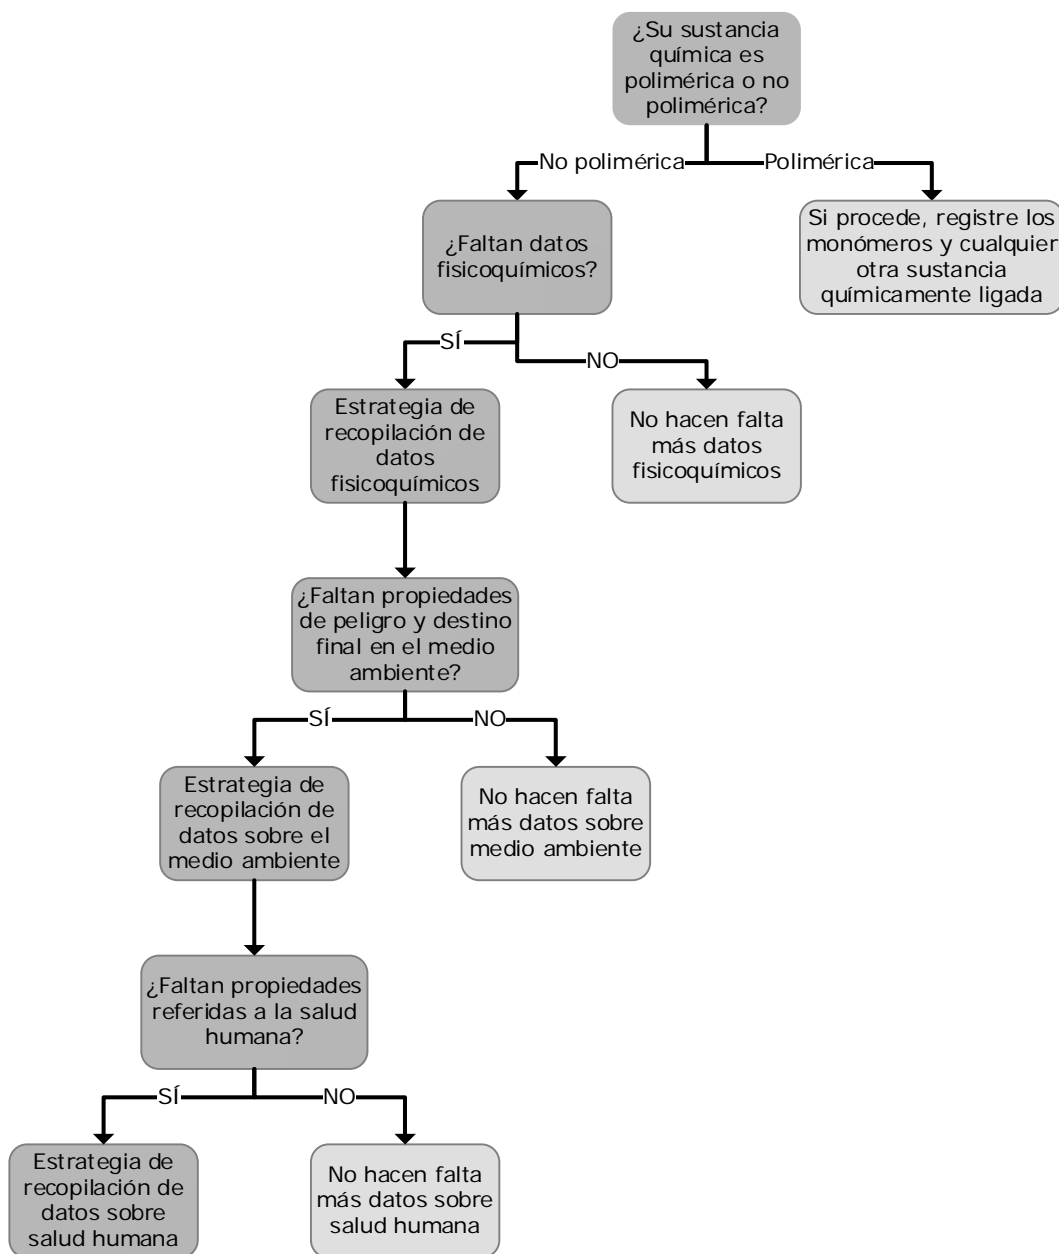 ¿Su sustancia
química es
polimérica o no
polimérica?
No polimérica
Polimérica
¿Faltan datos
fisicoquímicos?
Si procede, registre los
monómeros y cualquier
otra sustancia
químicamente ligada
SÍ
NO
Estrategia de
recopilación de
datos
fisicoquímicos
No hacen falta
más datos
fisicoquímicos
¿Faltan propiedades
de peligro y destino
final en el medio
ambiente?
SÍ
NO
Estrategia de
recopilación de
datos sobre el
medio ambiente
No hacen falta
más datos sobre
medio ambiente
¿Faltan propiedades
referidas a la salud
humana?
SÍ
NO
Estrategia de
recopilación de
datos sobre
salud humana
No hacen falta
más datos sobre
salud humana